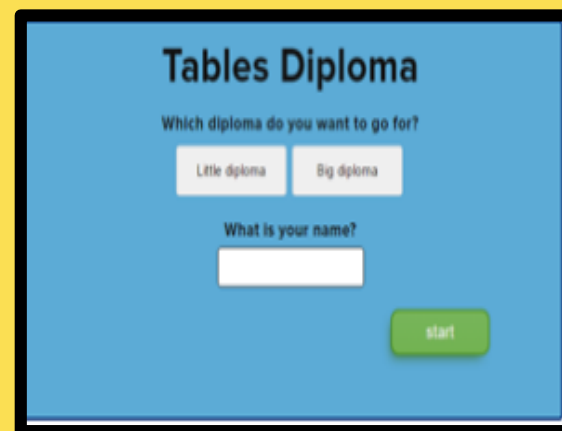 Tables Diploma
Which diploma do you want to go for?
Little diploma Big diploma
What is your name?
start